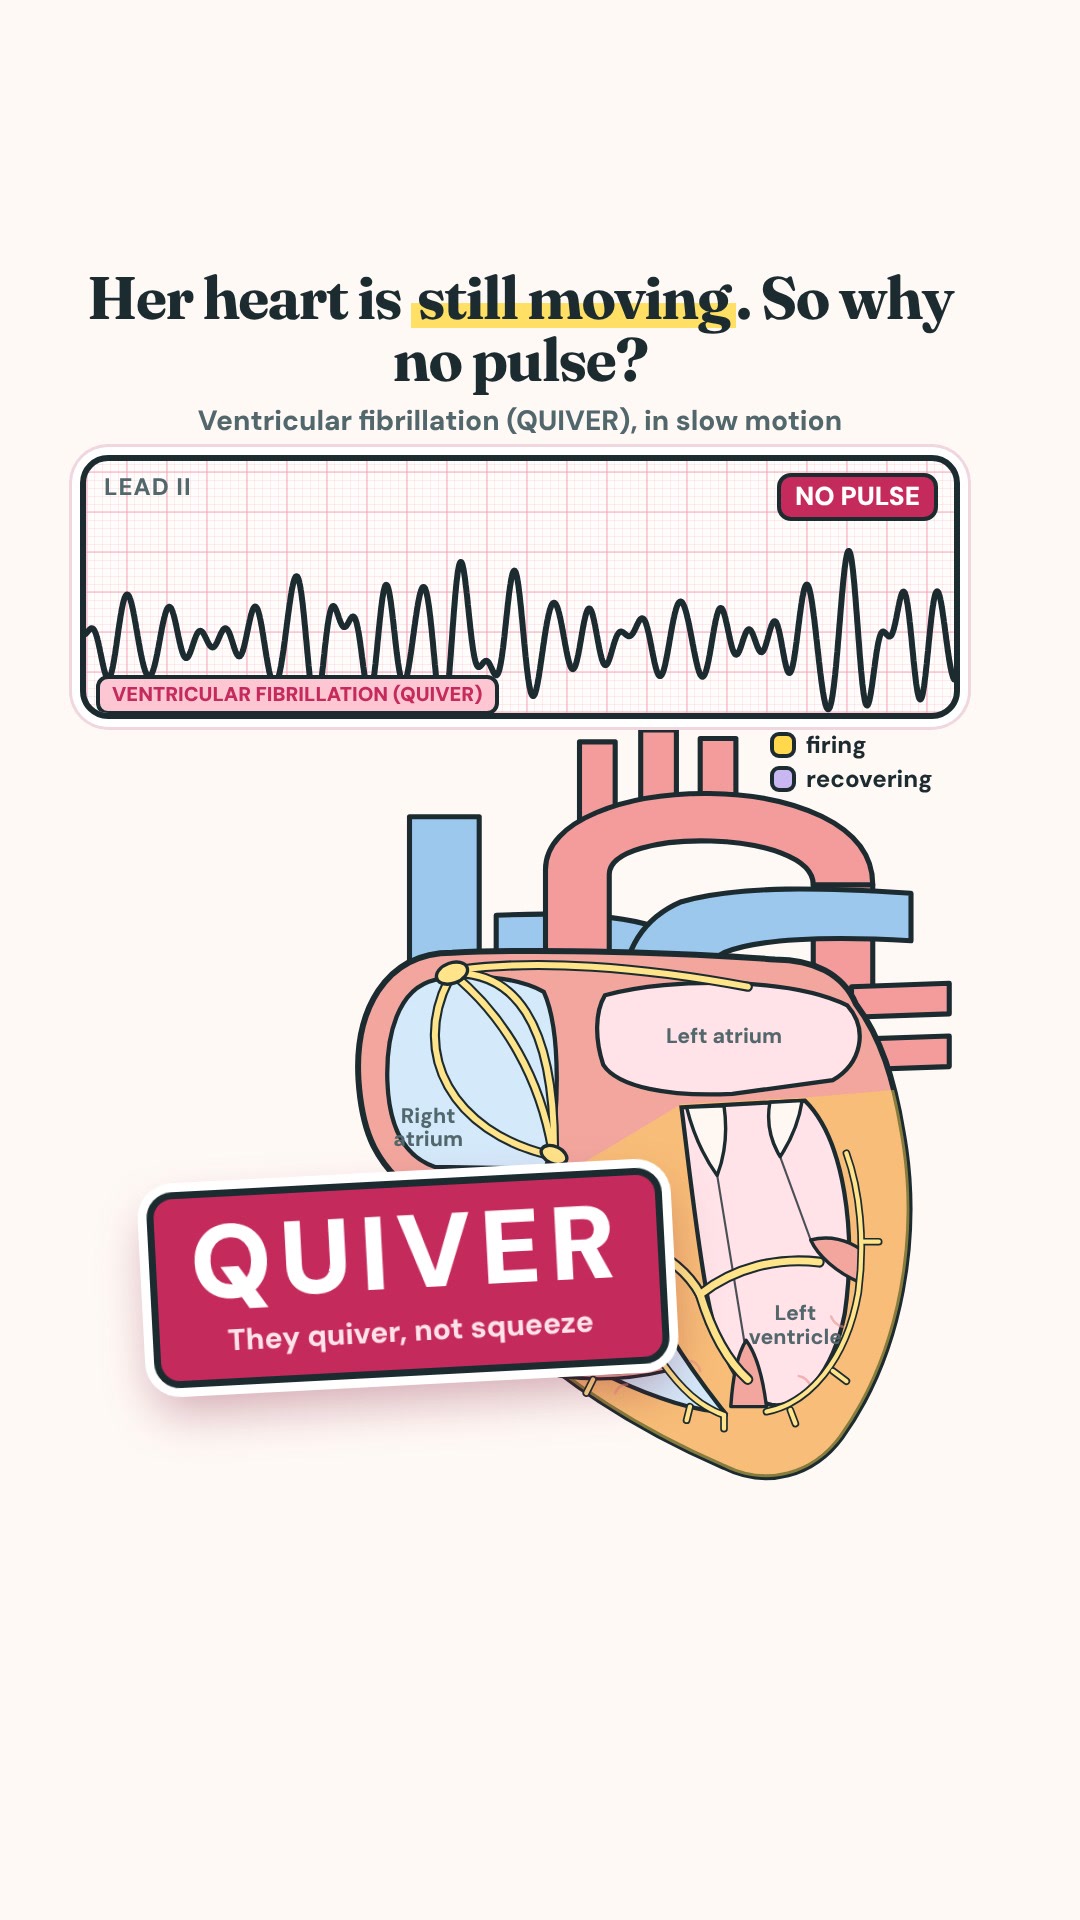 Her heart is still moving. So why
no pulse?
Ventricular fibrillation (QUIVER), in slow motion
LEAD II
NO PULSE
VENTRICULAR FIBRILLATION (QUIVER)
firing
recovering
Left atrium
Right
atrium
QUIVER
They quiver, not squeeze
Left
ventricle